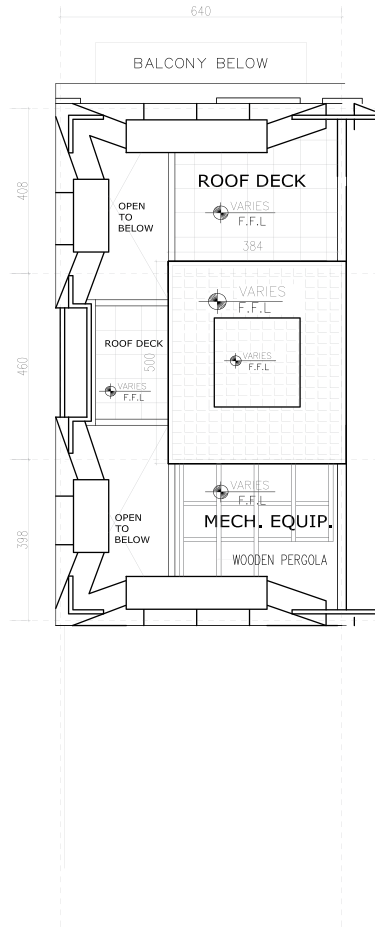 640
BALCONY BELOW
ROOF DECK
408
OPEN
TO
BELOW
VARIES
F.F.L
384
VARIES
F.F.L
ROOF DECK
460
500
VARIES
F.F.L
VARIES
F.F.L
VARIES
F.F.L
398
OPEN
TO
BELOW
MECH. EQUIP.
WOODEN PERGOLA